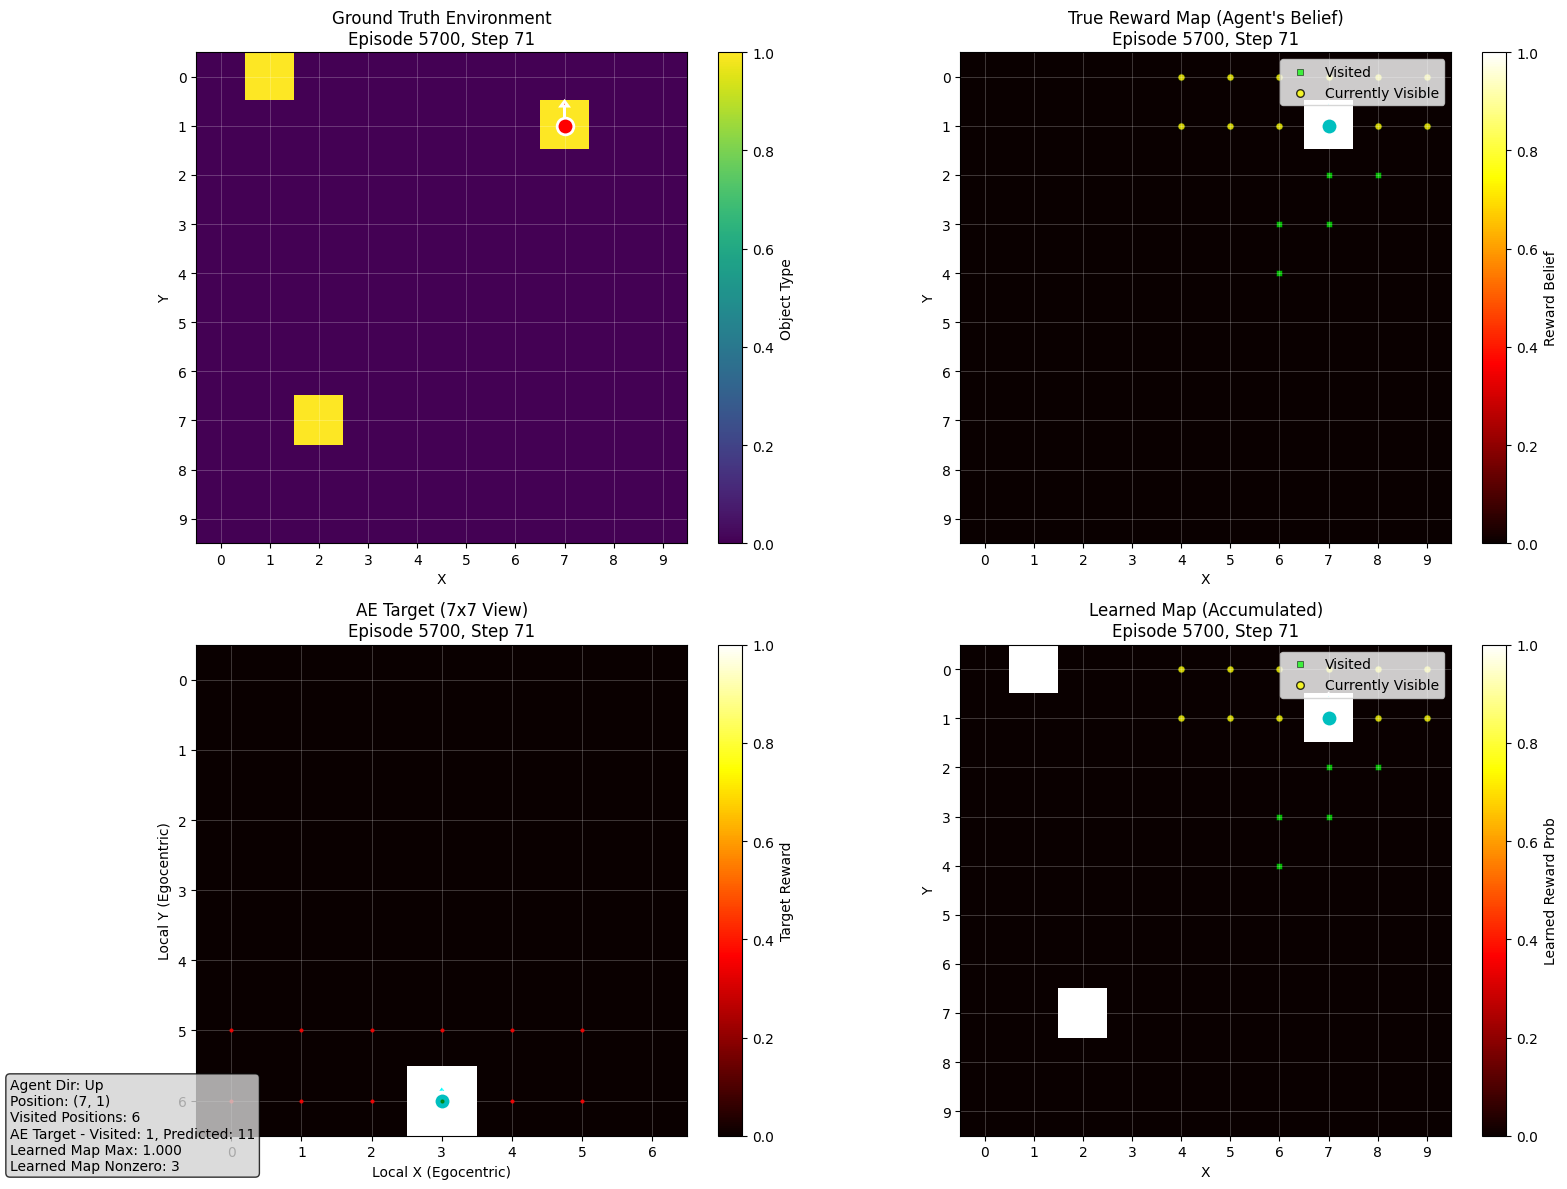 Ground Truth Environment
Episode 5700, Step 71
0
1
2
3
4
5
6
7
8
9
Y
0 1 2 3 4 5 6 7 8 9
X
1.0
0.8
0.6
0.4
0.2
0.0
Object Type
True Reward Map (Agent's Belief)
Episode 5700, Step 71
Visited
Currently Visible
0
1
2
3
4
5
6
7
8
9
Y
0 1 2 3 4 5 6 7 8 9
X
1.0
0.8
0.6
0.4
0.2
0.0
Reward Belief
AE Target (7x7 View)
Episode 5700, Step 71
0
1
2
3
4
5
6
Local Y (Egocentric)
0 1 2 3 4 5 6
Local X (Egocentric)
1.0
0.8
0.6
0.4
0.2
0.0
Target Reward
Agent Dir: Up
Position: (7, 1)
Visited Positions: 6
AE Target - Visited: 1, Predicted: 11
Learned Map Max: 1.000
Learned Map Nonzero: 3
Learned Map (Accumulated)
Episode 5700, Step 71
Visited
Currently Visible
0
1
2
3
4
5
6
7
8
9
Y
0 1 2 3 4 5 6 7 8 9
X
1.0
0.8
0.6
0.4
0.2
0.0
Learned Reward Prob